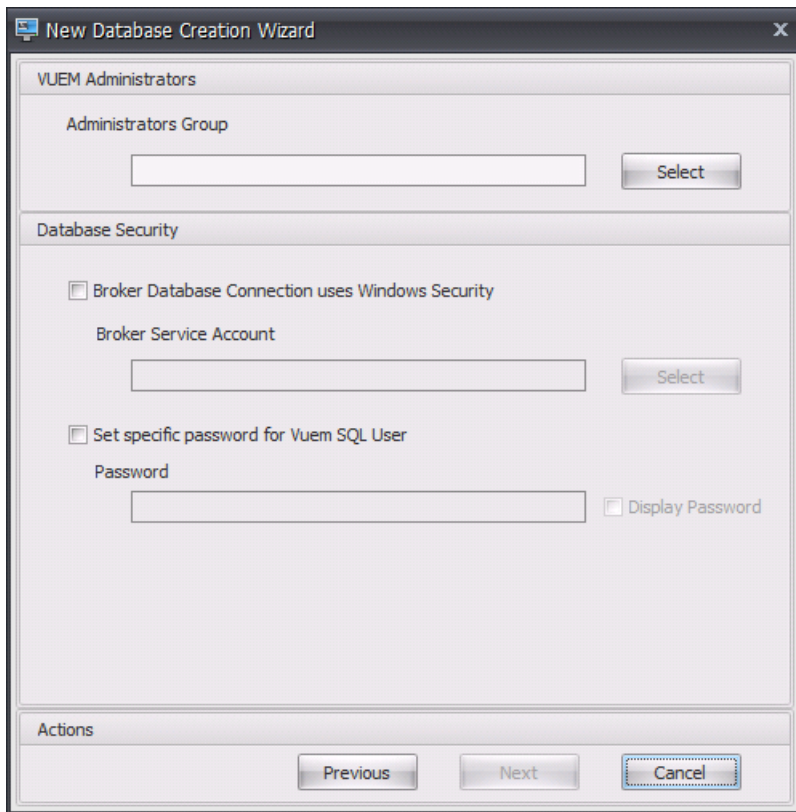 New Database Creation Wizard
VUEM Administrators
Administrators Group
Select
Database Security
Broker Database Connection uses Windows Security
Broker Service Account
Select
Set specific password for Vuem SQL User
Password
Display Password
Actions
Previous Next Cancel